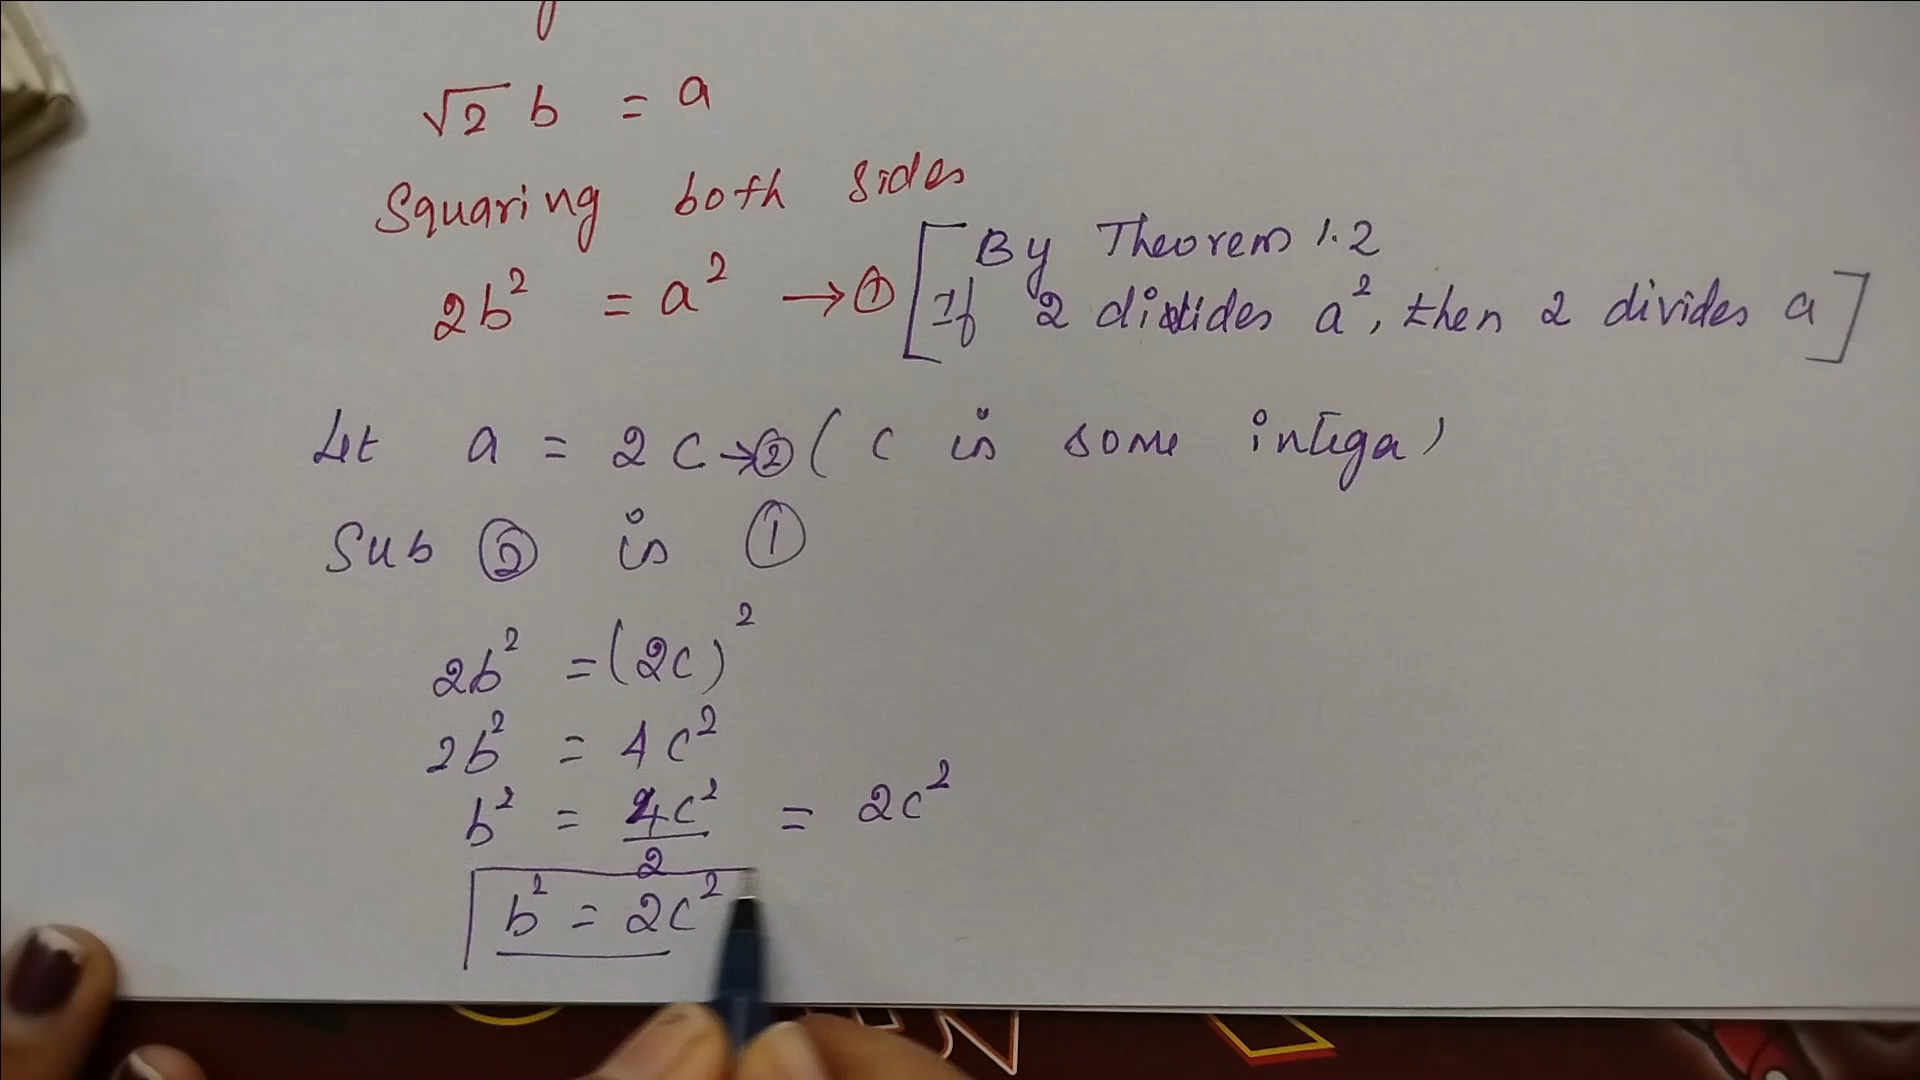 √2 b = a
Squaring both sides
2b² = a² → ① [By Theorem 1.2
If 2 divides a², then 2 divides a]
Let a = 2c → ② ( c is some integer)
Sub ② in ①
2b² = (2c)²
2b² = 4c²
b² = 4c²/2 = 2c²
b² = 2c²